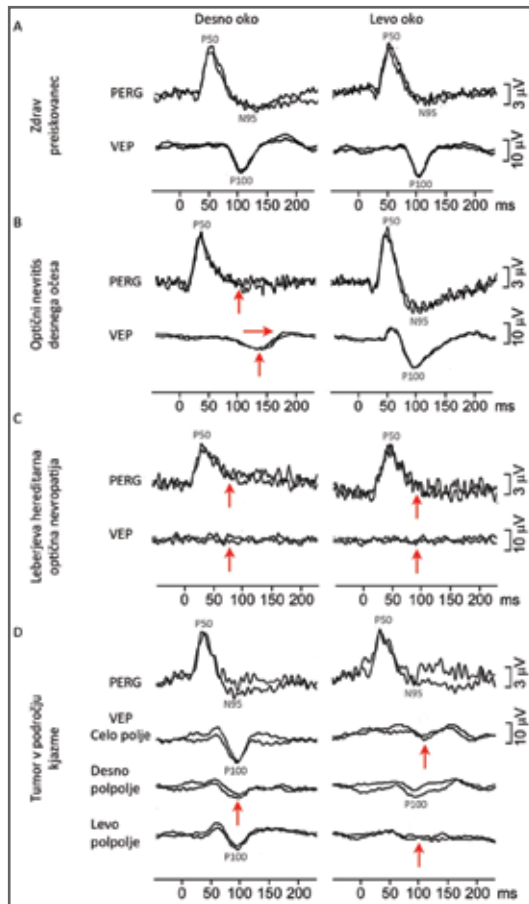 Desno oko Levo oko
A
Zdrav
preiskovanec
P50 P50
PERG
N95 N95
3 µV
VEP
10 µV
P100 P100
0 50 100 150 200 0 50 100 150 200 ms
B
Optični nevritis
desnega očesa
P50 P50
PERG
3 µV
N95
VEP
10 µV
P100
0 50 100 150 200 0 50 100 150 200 ms
C
Leberjeva hereditarna
optična nevropatija
P50 P50
PERG
3 µV
VEP
10 µV
0 50 100 150 200 0 50 100 150 200 ms
D
Tumor v področju
kjazme
P50 P50
PERG
3 µV
N95 N95
VEP
Celo polje
10 µV
P100
Desno
polpolje
P100
Levo
polpolje
P100
0 50 100 150 200 0 50 100 150 200 ms